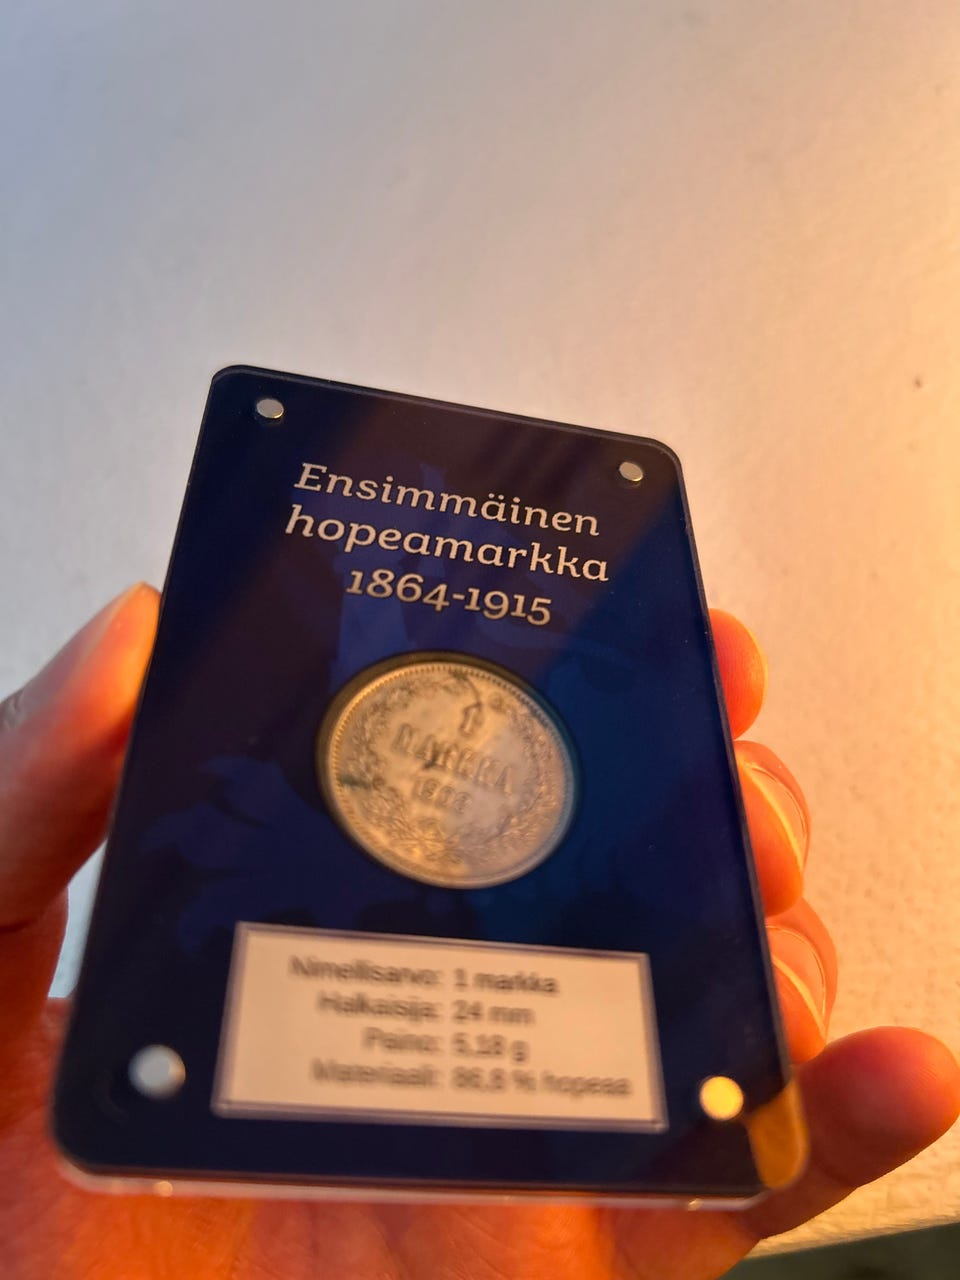 Ensimmäinen
hopeamarkka
1864-1915
1
MARKKA
Nimellisarvo: 1 markka
Halkaisija: 24 mm
Paino: 5,18 g
Materiaali: 86,8 % hopeaa